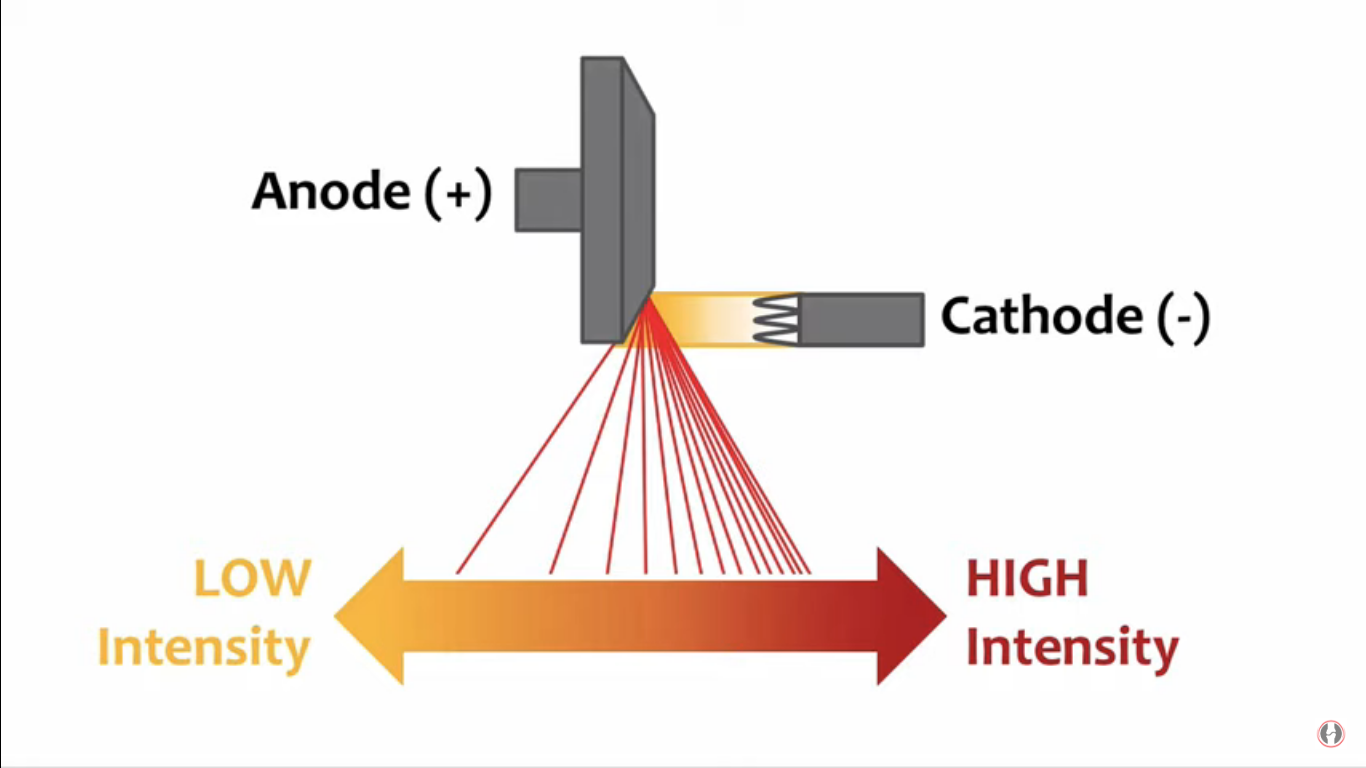 Anode (+)
Cathode (-)
LOW
Intensity
HIGH
Intensity